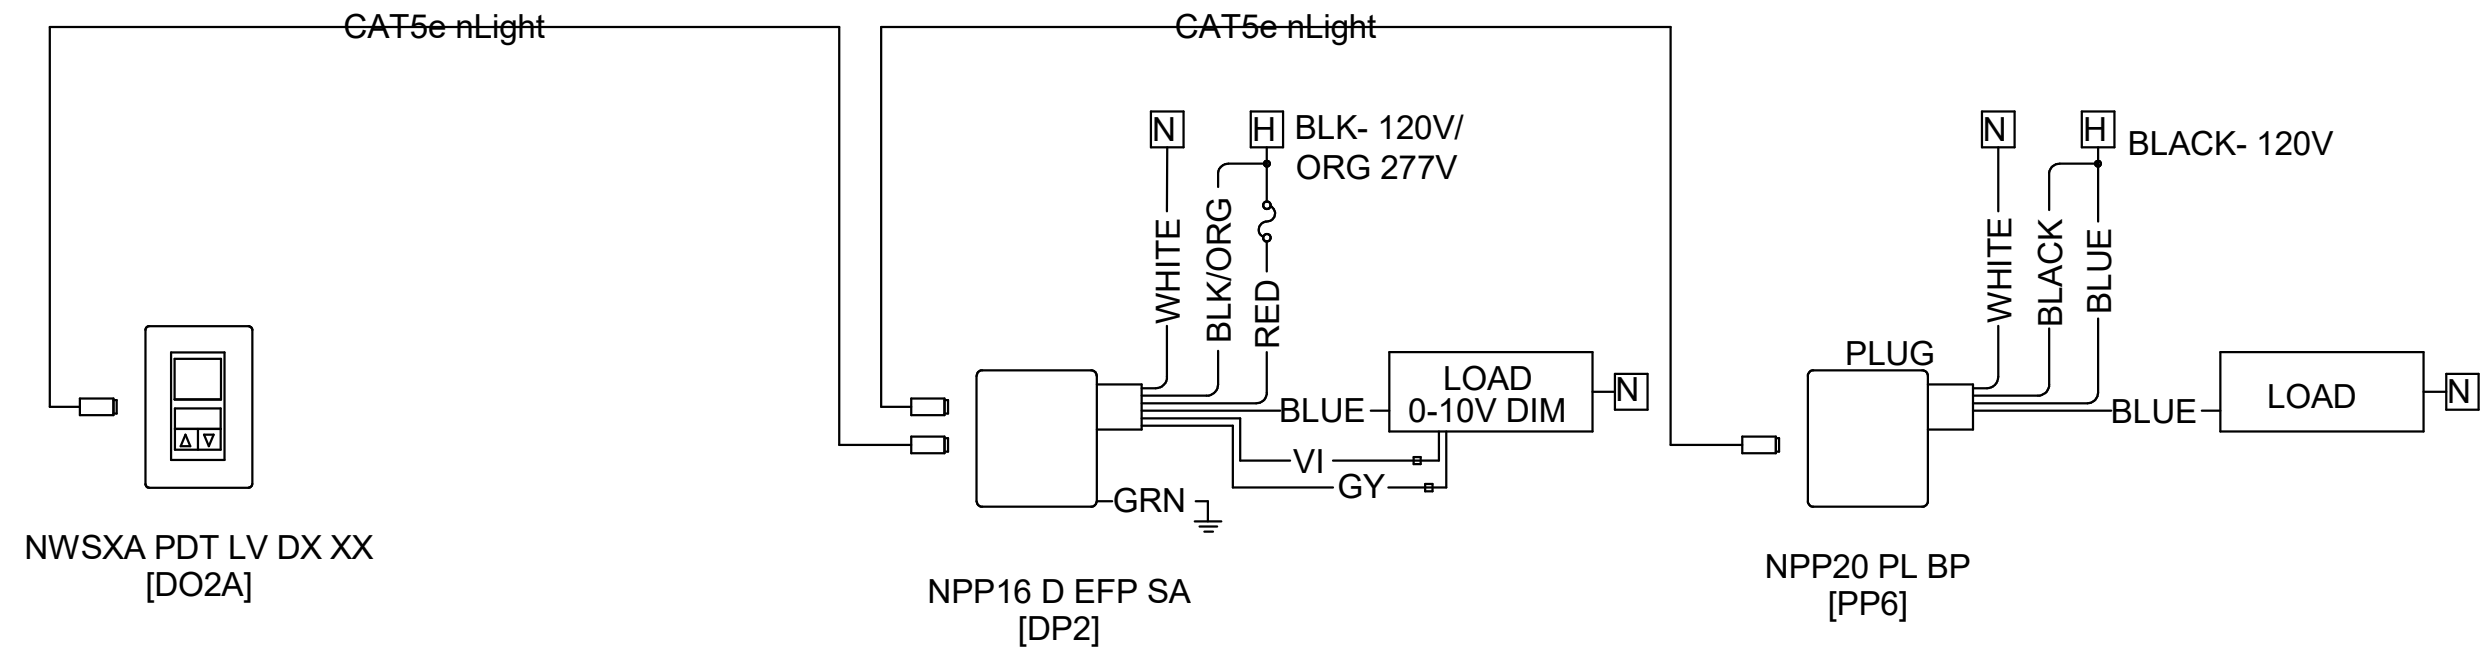 CAT5e nLight
CAT5e nLight
N
H
BLK- 120V/
ORG 277V
WHITE
BLK/ORG
RED
BLUE
LOAD
0-10V DIM
N
VI
GY
GRN
N
H
BLACK- 120V
WHITE
BLACK
BLUE
PLUG
BLUE
LOAD
N
NWSXA PDT LV DX XX
[DO2A]
NPP16 D EFP SA
[DP2]
NPP20 PL BP
[PP6]